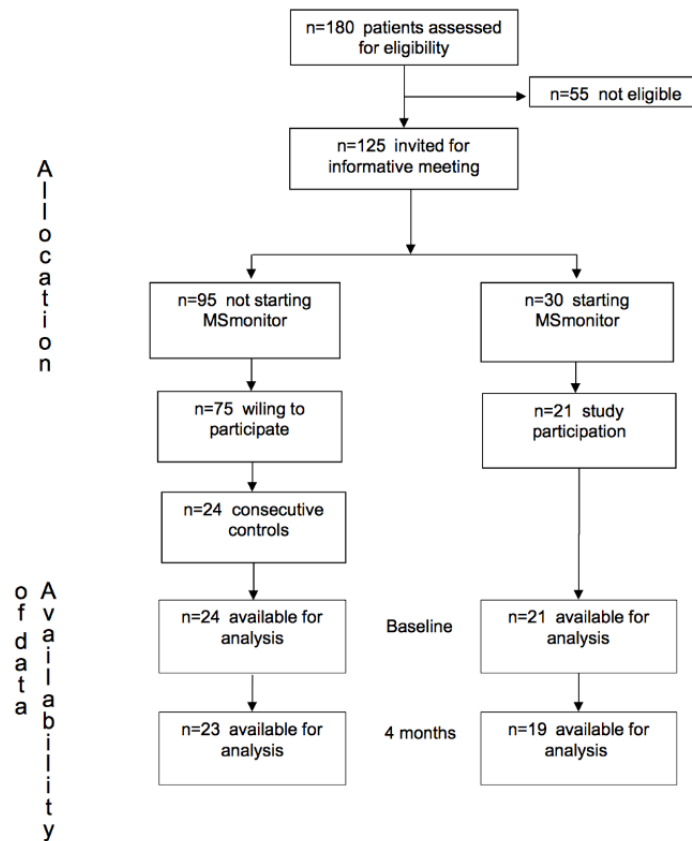 n=180 patients assessed
for eligibility
n=55 not eligible
n=125 invited for
informative meeting
Allocation
n=95 not starting
MSmonitor
n=30 starting
MSmonitor
n=75 wiling to
participate
n=21 study
participation
n=24 consecutive
controls
Availability
of data
n=24 available for
analysis
Baseline
n=21 available for
analysis
n=23 available for
analysis
4 months
n=19 available for
analysis